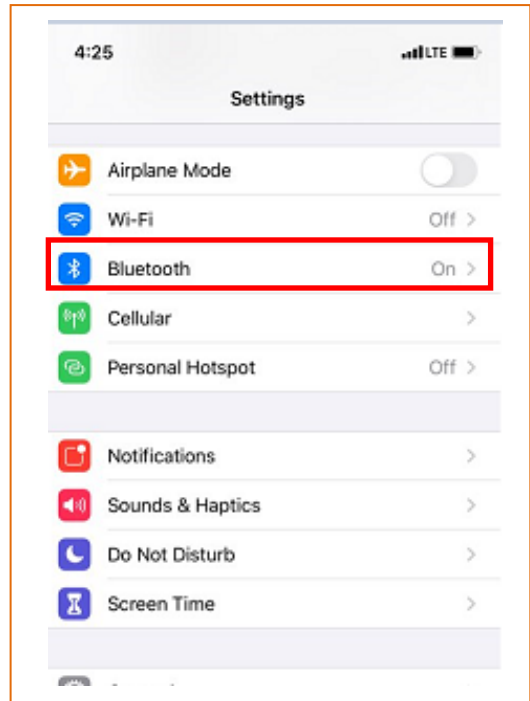 4:25 LTE
Settings
Airplane Mode
Wi-Fi Off
Bluetooth On
Cellular
Personal Hotspot Off
Notifications
Sounds & Haptics
Do Not Disturb
Screen Time